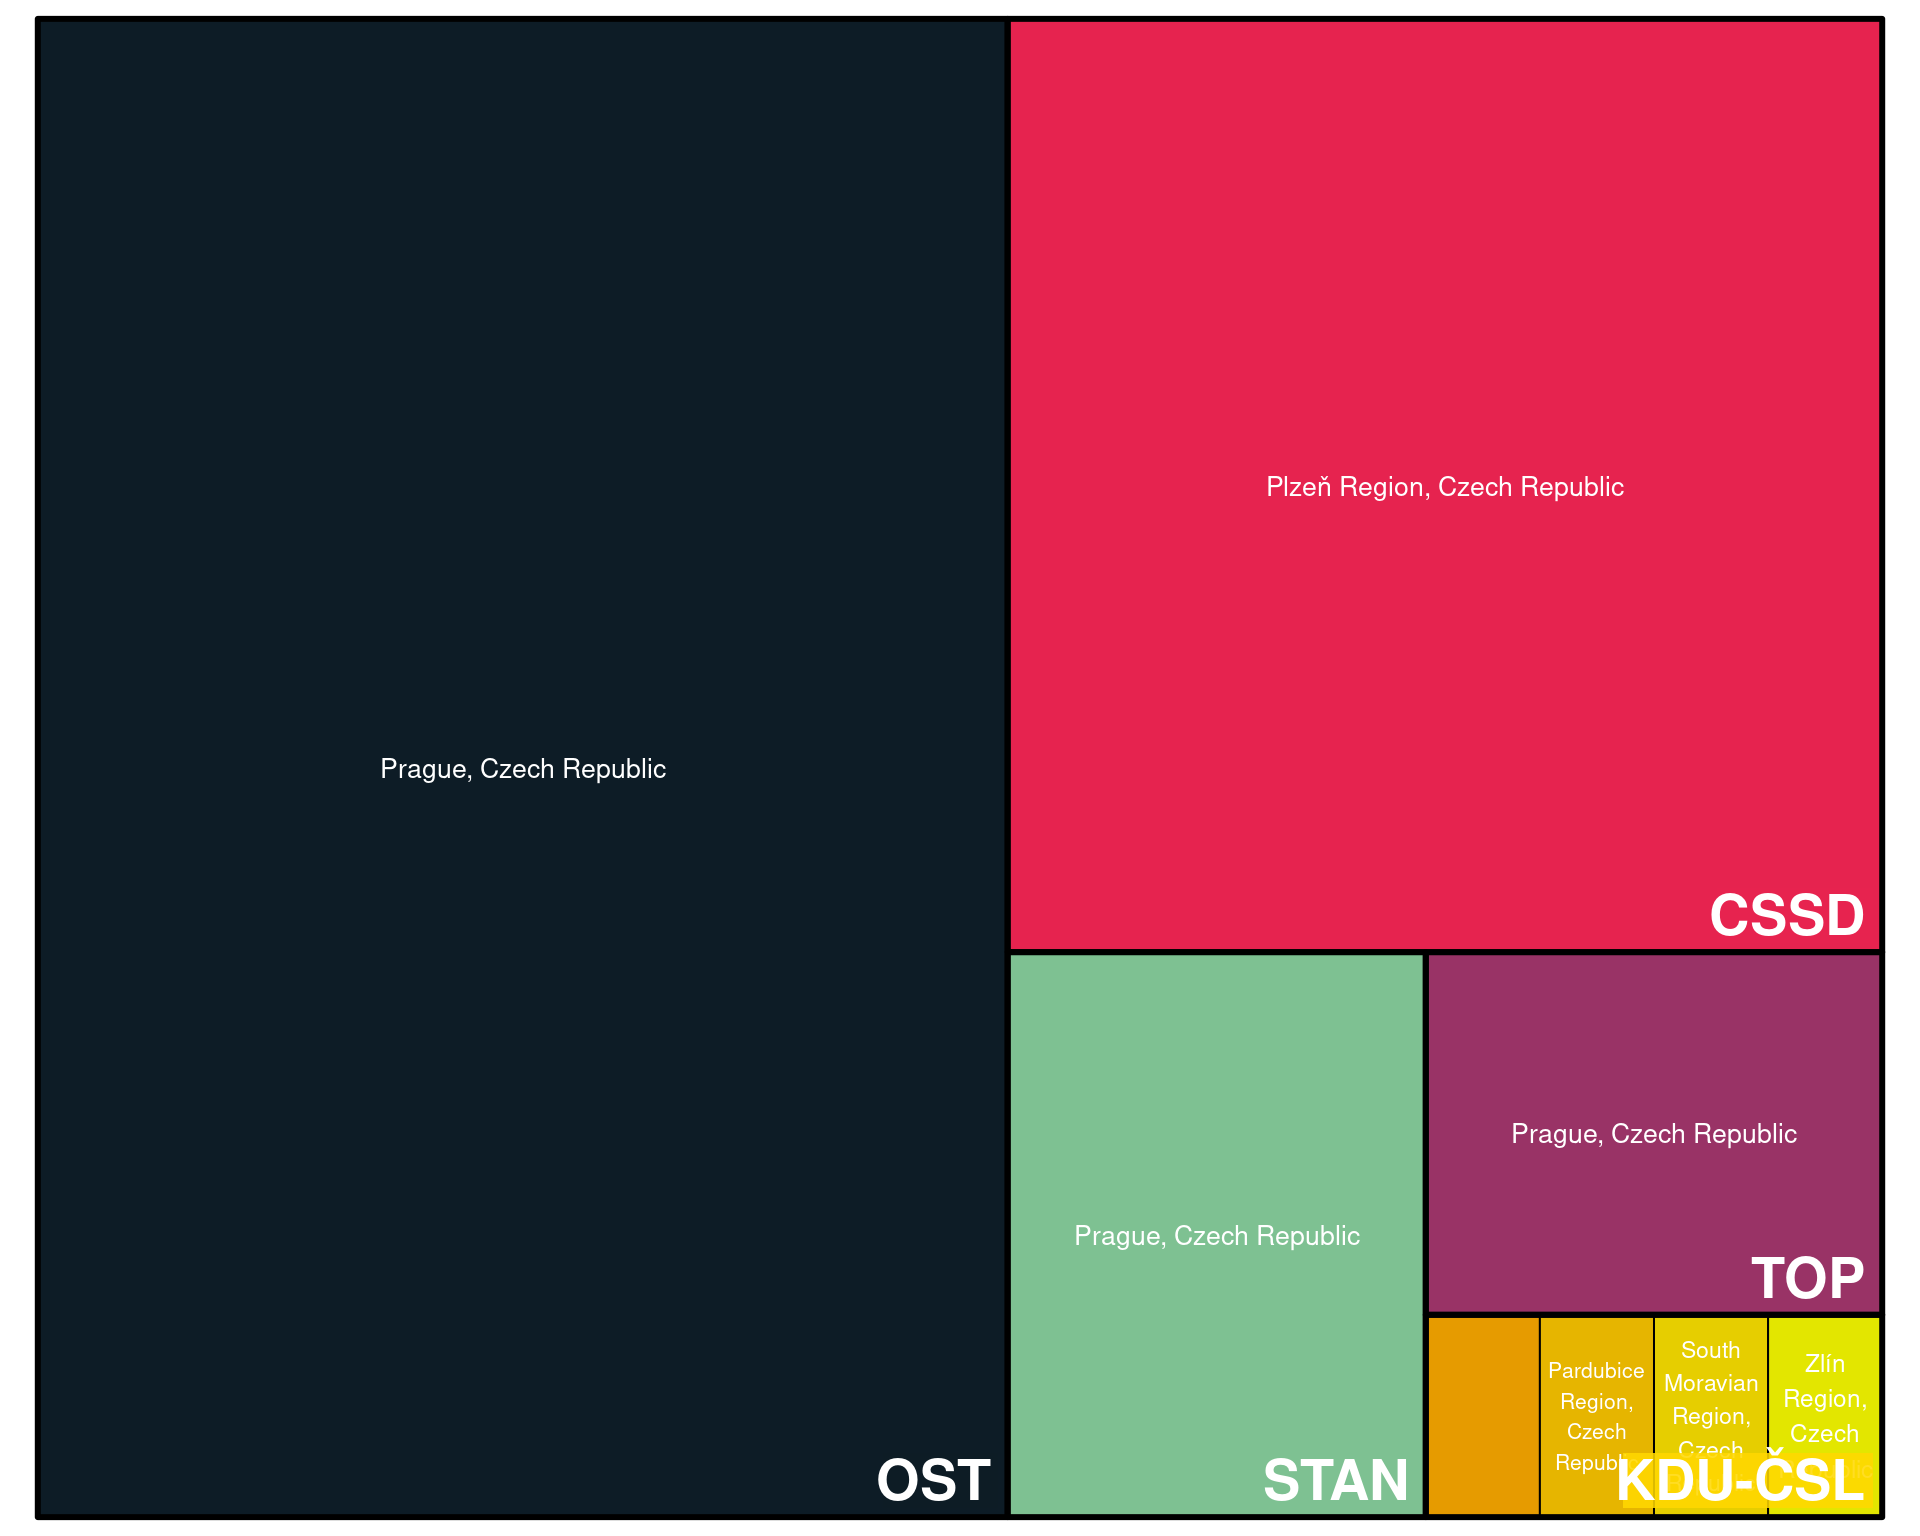 Prague, Czech Republic
OST
Plzeň Region, Czech Republic
CSSD
Prague, Czech Republic
STAN
Prague, Czech Republic
TOP
Pardubice
Region,
Czech
South
Moravian
Region,
Czech
Zlín
Region,
Czech
KDU-ČSL